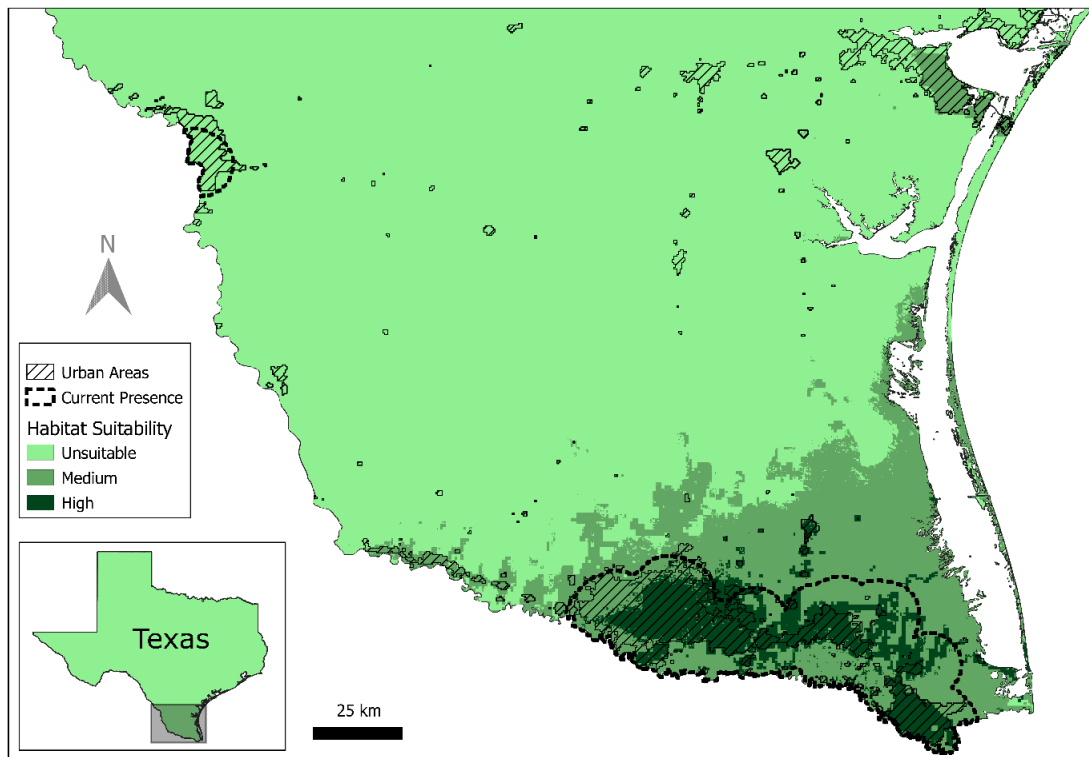 N
Urban Areas
Current Presence
Habitat Suitability
Unsuitable
Medium
High
Texas
25 km